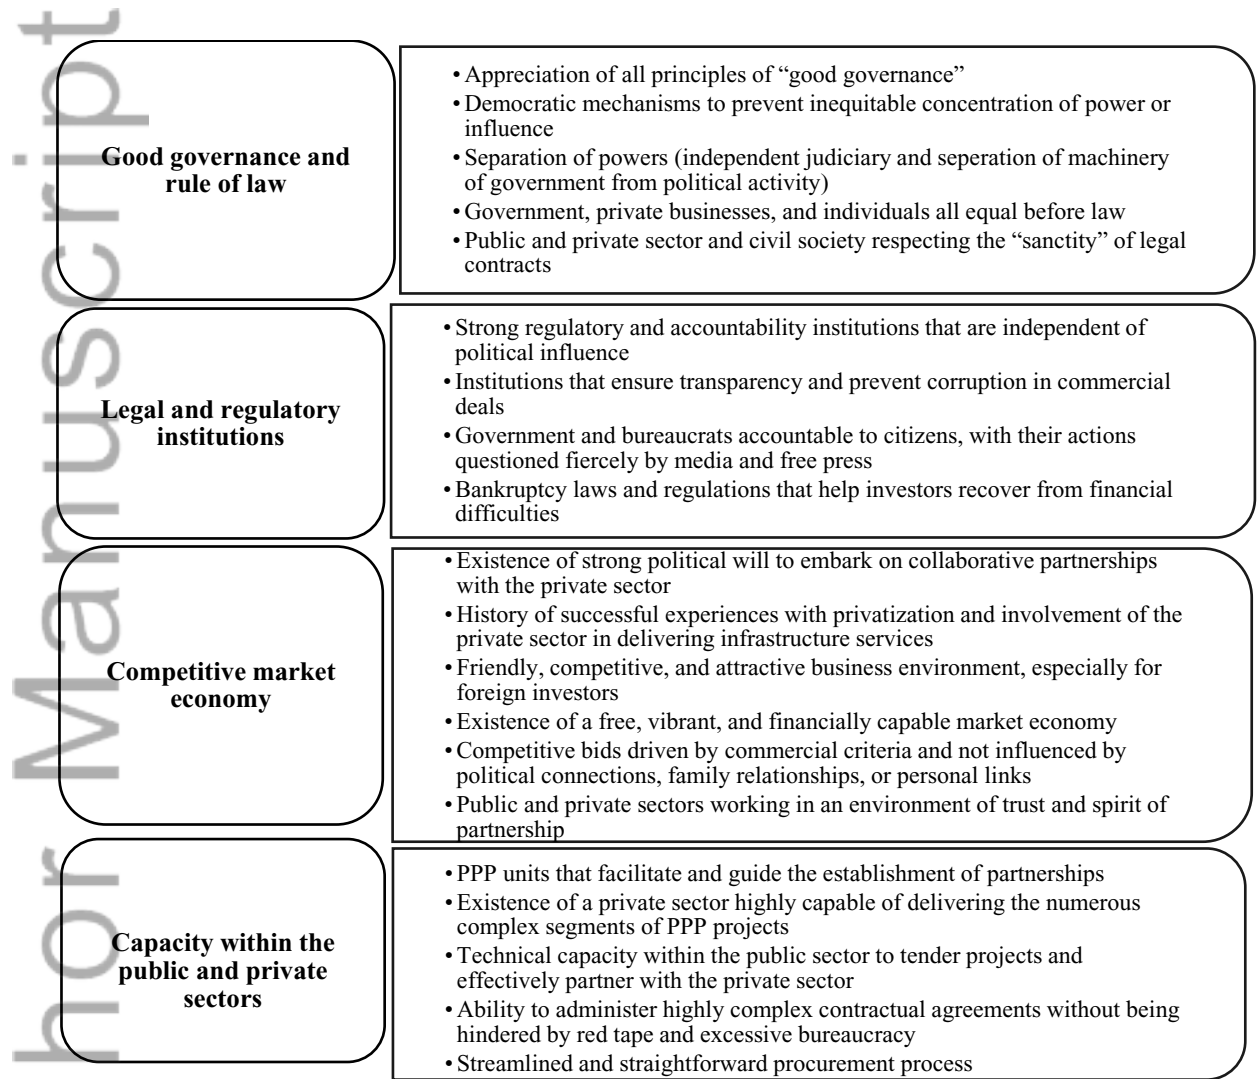 hor Manuscript
Good governance and
rule of law
• Appreciation of all principles of “good governance”
• Democratic mechanisms to prevent inequitable concentration of power or
influence
• Separation of powers (independent judiciary and seperation of machinery
of government from political activity)
• Government, private businesses, and individuals all equal before law
• Public and private sector and civil society respecting the “sanctity” of legal
contracts
Legal and regulatory
institutions
• Strong regulatory and accountability institutions that are independent of
political influence
• Institutions that ensure transparency and prevent corruption in commercial
deals
• Government and bureaucrats accountable to citizens, with their actions
questioned fiercely by media and free press
• Bankruptcy laws and regulations that help investors recover from financial
difficulties
Competitive market
economy
• Existence of strong political will to embark on collaborative partnerships
with the private sector
• History of successful experiences with privatization and involvement of the
private sector in delivering infrastructure services
• Friendly, competitive, and attractive business environment, especially for
foreign investors
• Existence of a free, vibrant, and financially capable market economy
• Competitive bids driven by commercial criteria and not influenced by
political connections, family relationships, or personal links
• Public and private sectors working in an environment of trust and spirit of
partnership
Capacity within the
public and private
sectors
• PPP units that facilitate and guide the establishment of partnerships
• Existence of a private sector highly capable of delivering the numerous
complex segments of PPP projects
• Technical capacity within the public sector to tender projects and
effectively partner with the private sector
• Ability to administer highly complex contractual agreements without being
hindered by red tape and excessive bureaucracy
• Streamlined and straightforward procurement process